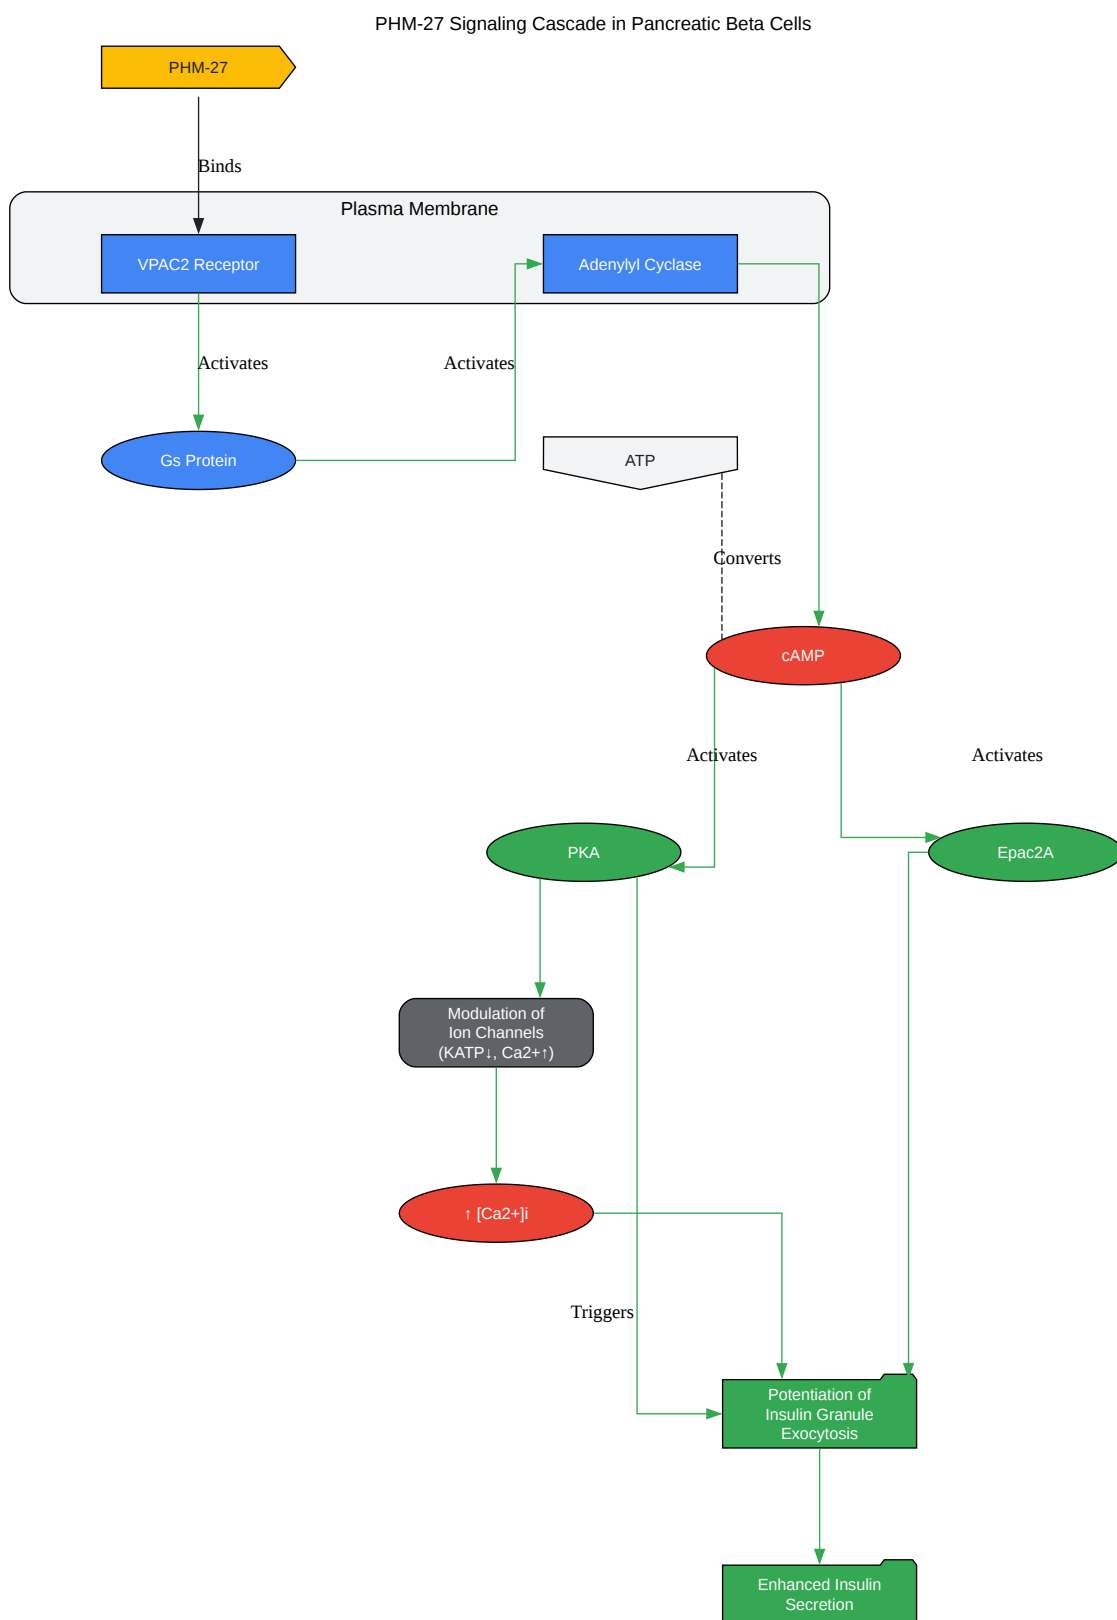 PHM-27 Signaling Cascade in Pancreatic Beta Cells
PHM-27
Binds
Plasma Membrane
VPAC2 Receptor
Adenylyl Cyclase
Activates
Activates
Gs Protein
ATP
Converts
cAMP
Activates
Activates
PKA
Epac2A
Modulation of
Ion Channels
(KATP↓, Ca2+↑)
↑ [Ca2+]i
Triggers
Potentiation of
Insulin Granule
Exocytosis
Enhanced Insulin
Secretion